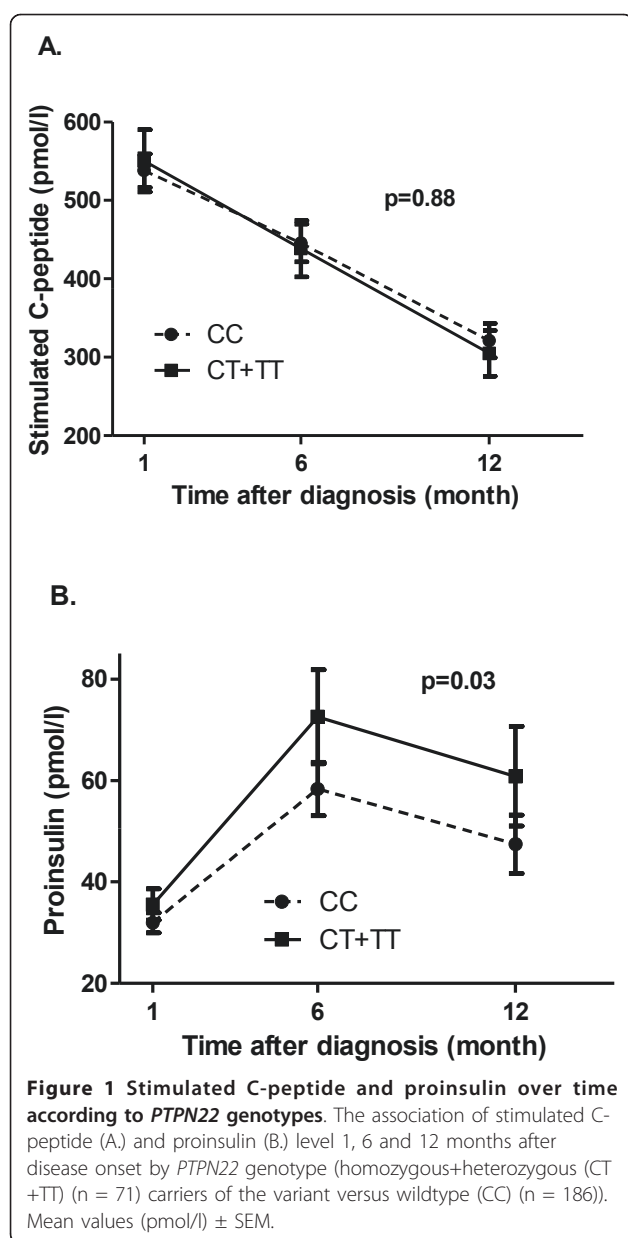 A.
Stimulated C-peptide (pmol/l)
600
500
400
300
200
p=0.88
CC
CT+TT
1
6
12
Time after diagnosis (month)
B.
Proinsulin (pmol/l)
80
60
40
20
p=0.03
CC
CT+TT
1
6
12
Time after diagnosis (month)
Figure 1 Stimulated C-peptide and proinsulin over time
according to PTPN22 genotypes. The association of stimulated C-
peptide (A.) and proinsulin (B.) level 1, 6 and 12 months after
disease onset by PTPN22 genotype (homozygous+heterozygous (CT
+TT) (n = 71) carriers of the variant versus wildtype (CC) (n = 186)).
Mean values (pmol/l) ± SEM.